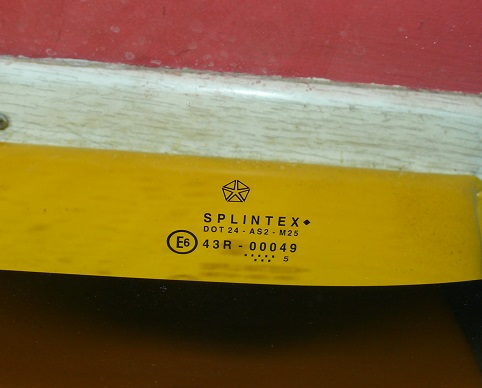 SPLINTEX
DOT 24 - AS2 - M25
E6 43R - 00049
5